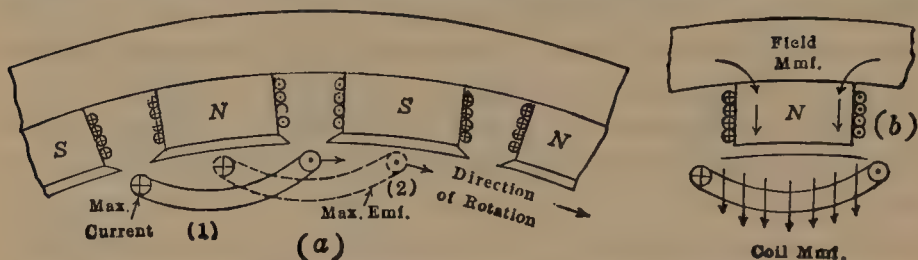 S
N
S
N
Max.
Current
(1)
(2)
Max. Emf.
Direction
of Rotation
(a)
Field
Mmf.
N
(b)
Coil Mmf.